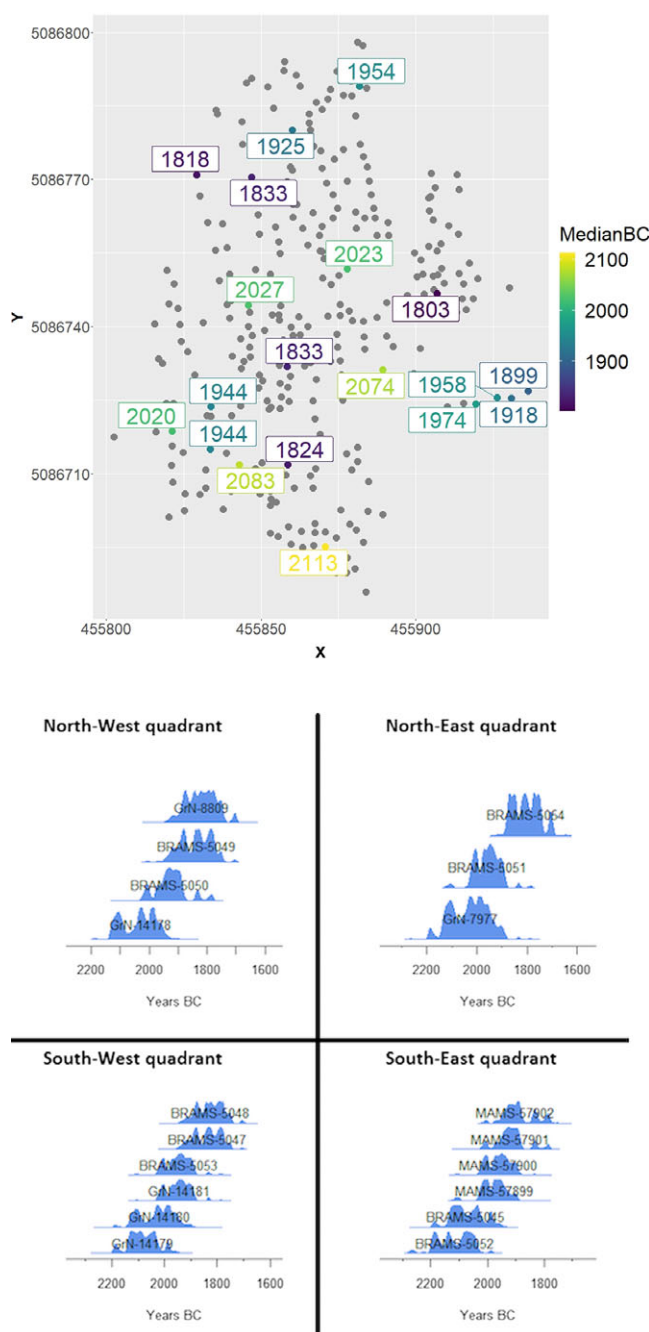 5086800
1954
1925
1818
5086770
1833
MedianBC
2023
2100
2027
1803
2000
Y
5086740
1833
1900
2074
1958
1899
1944
1974
1918
2020
1944
5086710
1824
2083
2113
455800
455850
455900
X
North-West quadrant
GrN-8809
BRAMS-5049
BRAMS-5050
GrN-14178
2200 2000 1800 1600
Years BC
North-East quadrant
BRAMS-5054
BRAMS-5051
GrN-7977
2200 2000 1800 1600
Years BC
South-West quadrant
BRAMS-5048
BRAMS-5047
BRAMS-5053
GrN-14181
GrN-14180
GrN-14179
2200 2000 1800 1600
Years BC
South-East quadrant
MAMS-57902
MAMS-57901
MAMS-57900
MAMS-57899
BRAMS-5045
BRAMS-5052
2200 2000 1800
Years BC